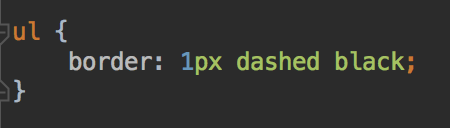 ul {
    border: 1px dashed black;
}